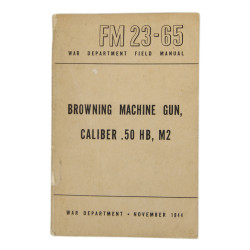 FM 23-65
WAR DEPARTMENT FIELD MANUAL
BROWNING MACHINE GUN,
CALIBER .50 HB, M2
WAR DEPARTMENT • NOVEMBER 1944